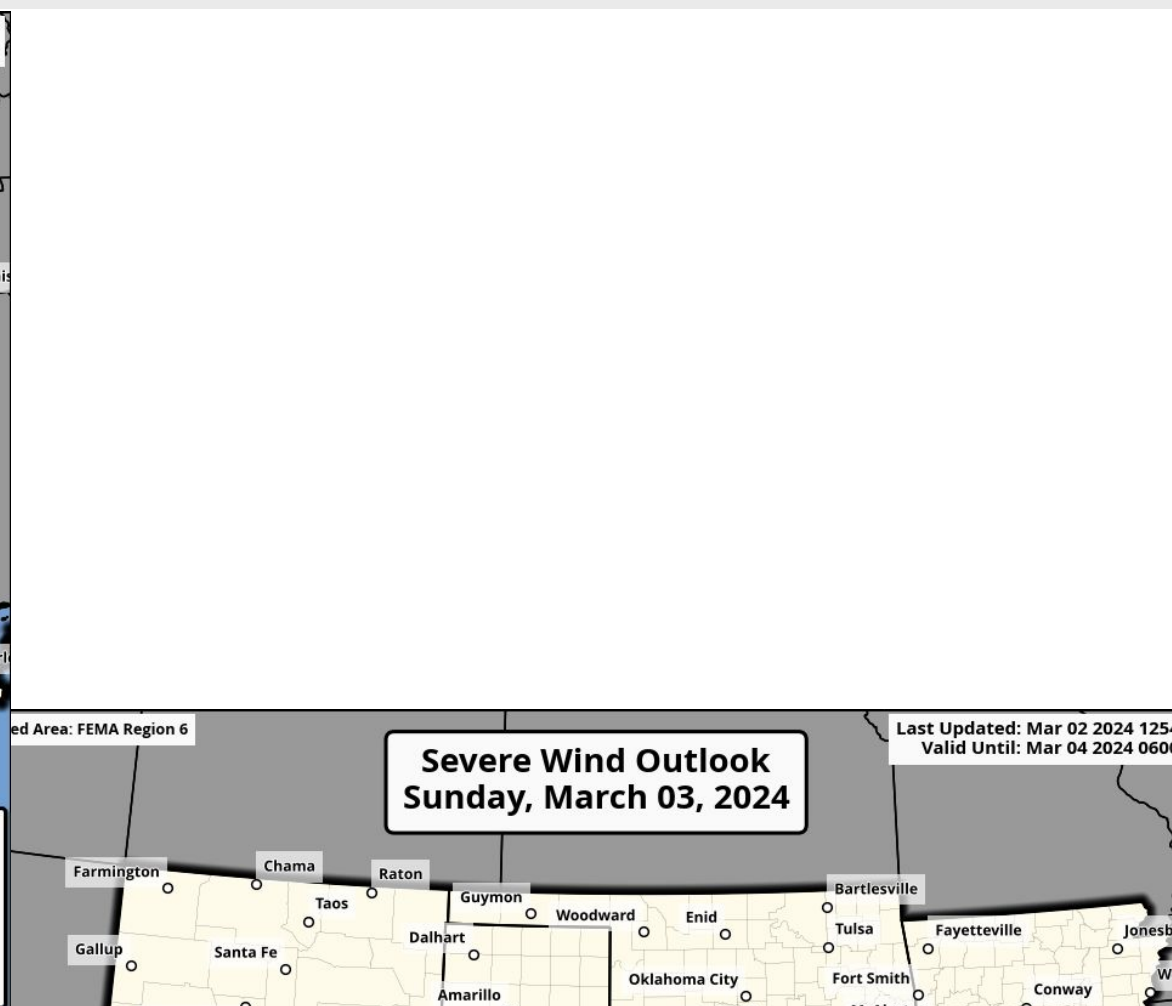 ed Area: FEMA Region 6
Severe Wind Outlook
Sunday, March 03, 2024
Last Updated: Mar 02 2024 1254
Valid Until: Mar 04 2024 0600
Farmington
Chama
Raton
Taos
Guymon
Woodward
Enid
Bartlesville
Tulsa
Fayetteville
Jonesb
Gallup
Santa Fe
Dalhart
Amarillo
Oklahoma City
Fort Smith
Conway